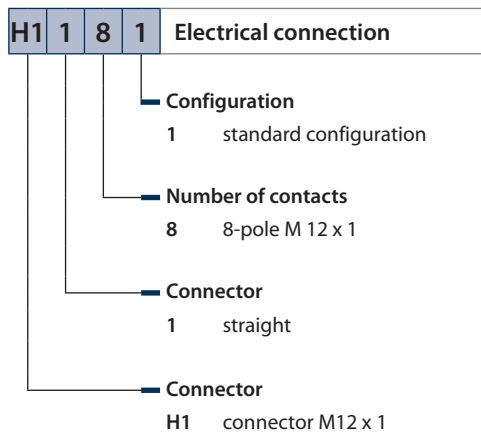 H1 1 8 1 Electrical connection
Configuration
1 standard configuration
Number of contacts
8 8-pole M 12 x 1
Connector
1 straight
Connector
H1 connector M12 x 1